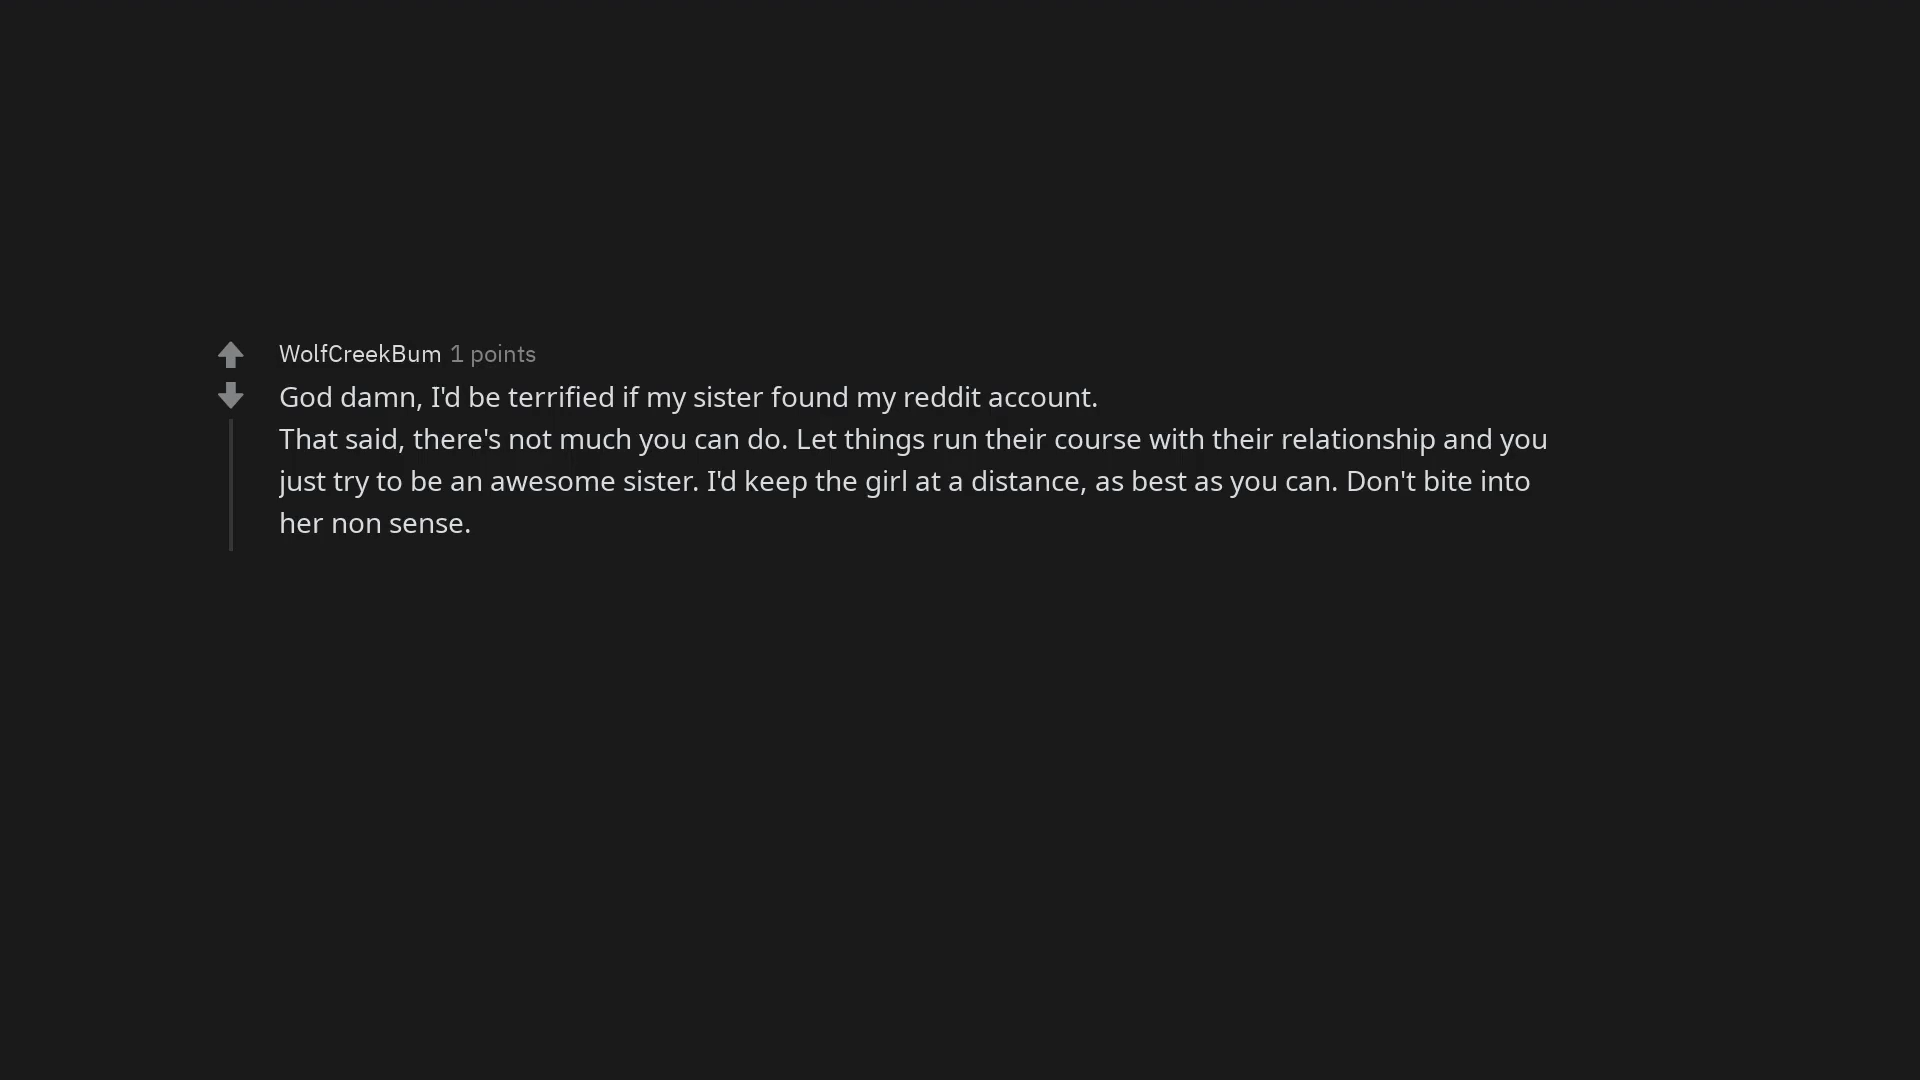 WolfCreekBum 1 points
God damn, I'd be terrified if my sister found my reddit account.
That said, there's not much you can do. Let things run their course with their relationship and you
just try to be an awesome sister. I'd keep the girl at a distance, as best as you can. Don't bite into
her non sense.